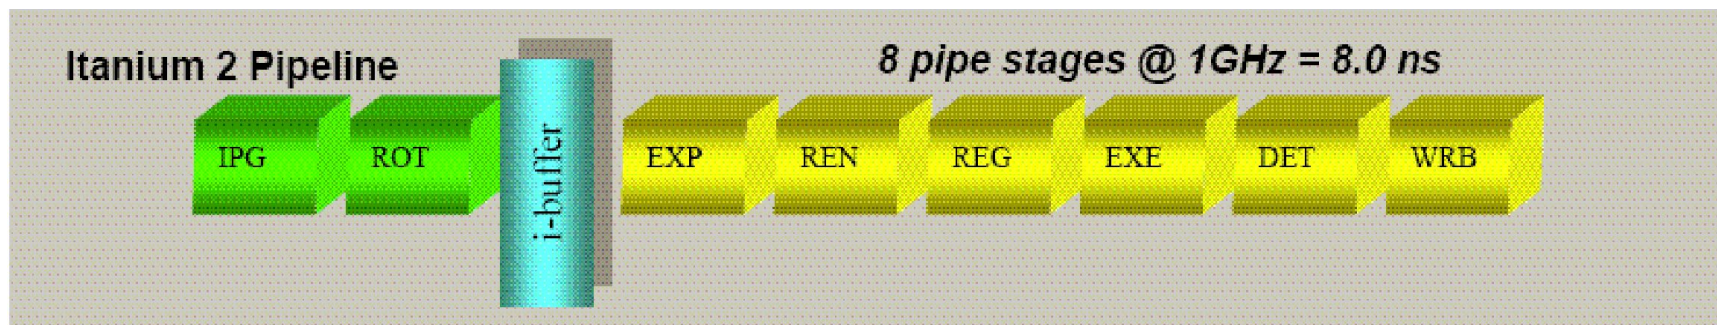 Itanium 2 Pipeline
8 pipe stages @ 1GHz = 8.0 ns
IPG
ROT
i-buffer
EXP
REN
REG
EXE
DET
WRB